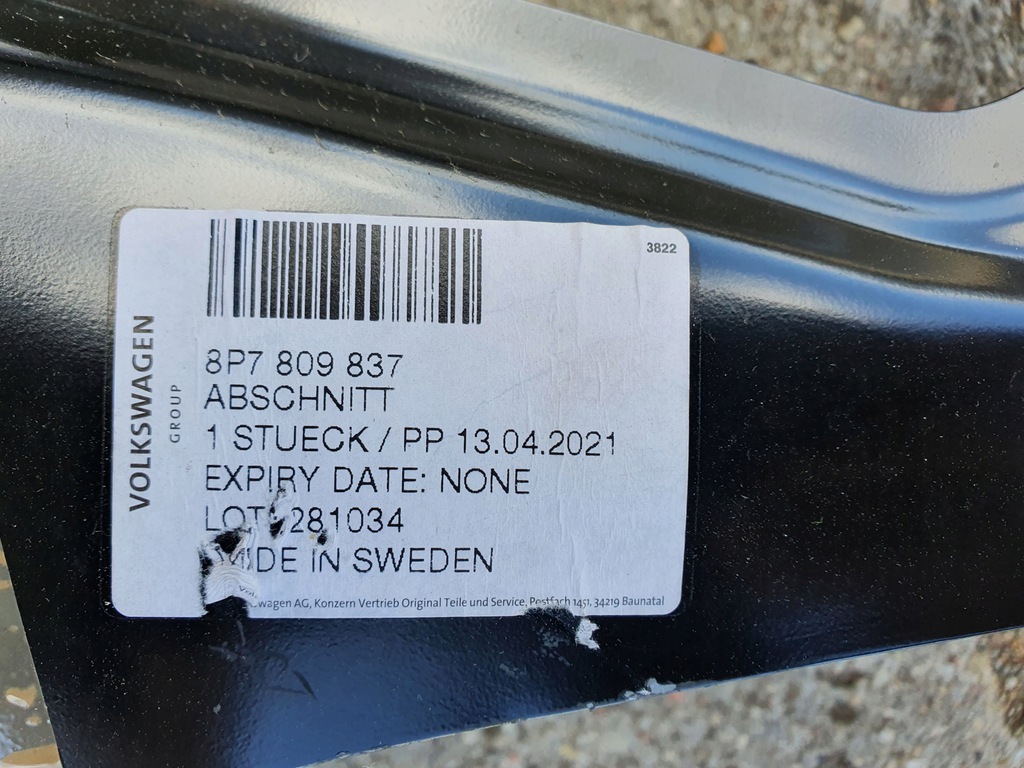 3822
VOLKSWAGEN
GROUP
8P7 809 837
ABSCHNITT
1 STUECK / PP 13.04.2021
EXPIRY DATE: NONE
281034
IN SWEDEN
AG, Konzern Vertrieb Original Teile und Service, Postfach 1451, 34219 Baunatal